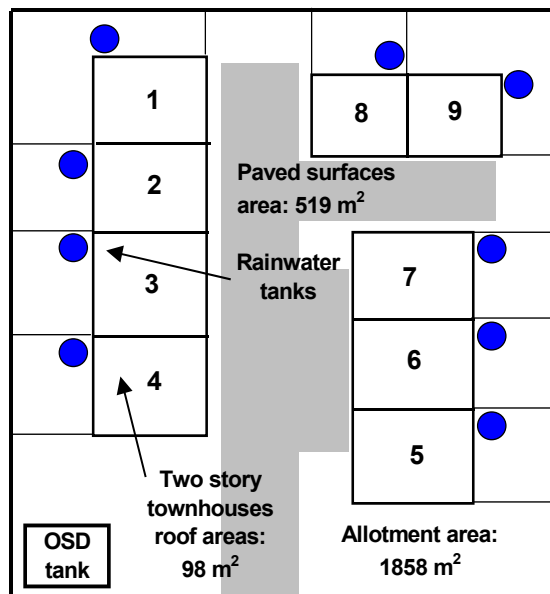 1
8
9
2
Paved surfaces
area: 519 m²
Rainwater
tanks
3
7
6
4
5
Two story
townhouses
roof areas:
98 m²
Allotment area:
1858 m²
OSD
tank